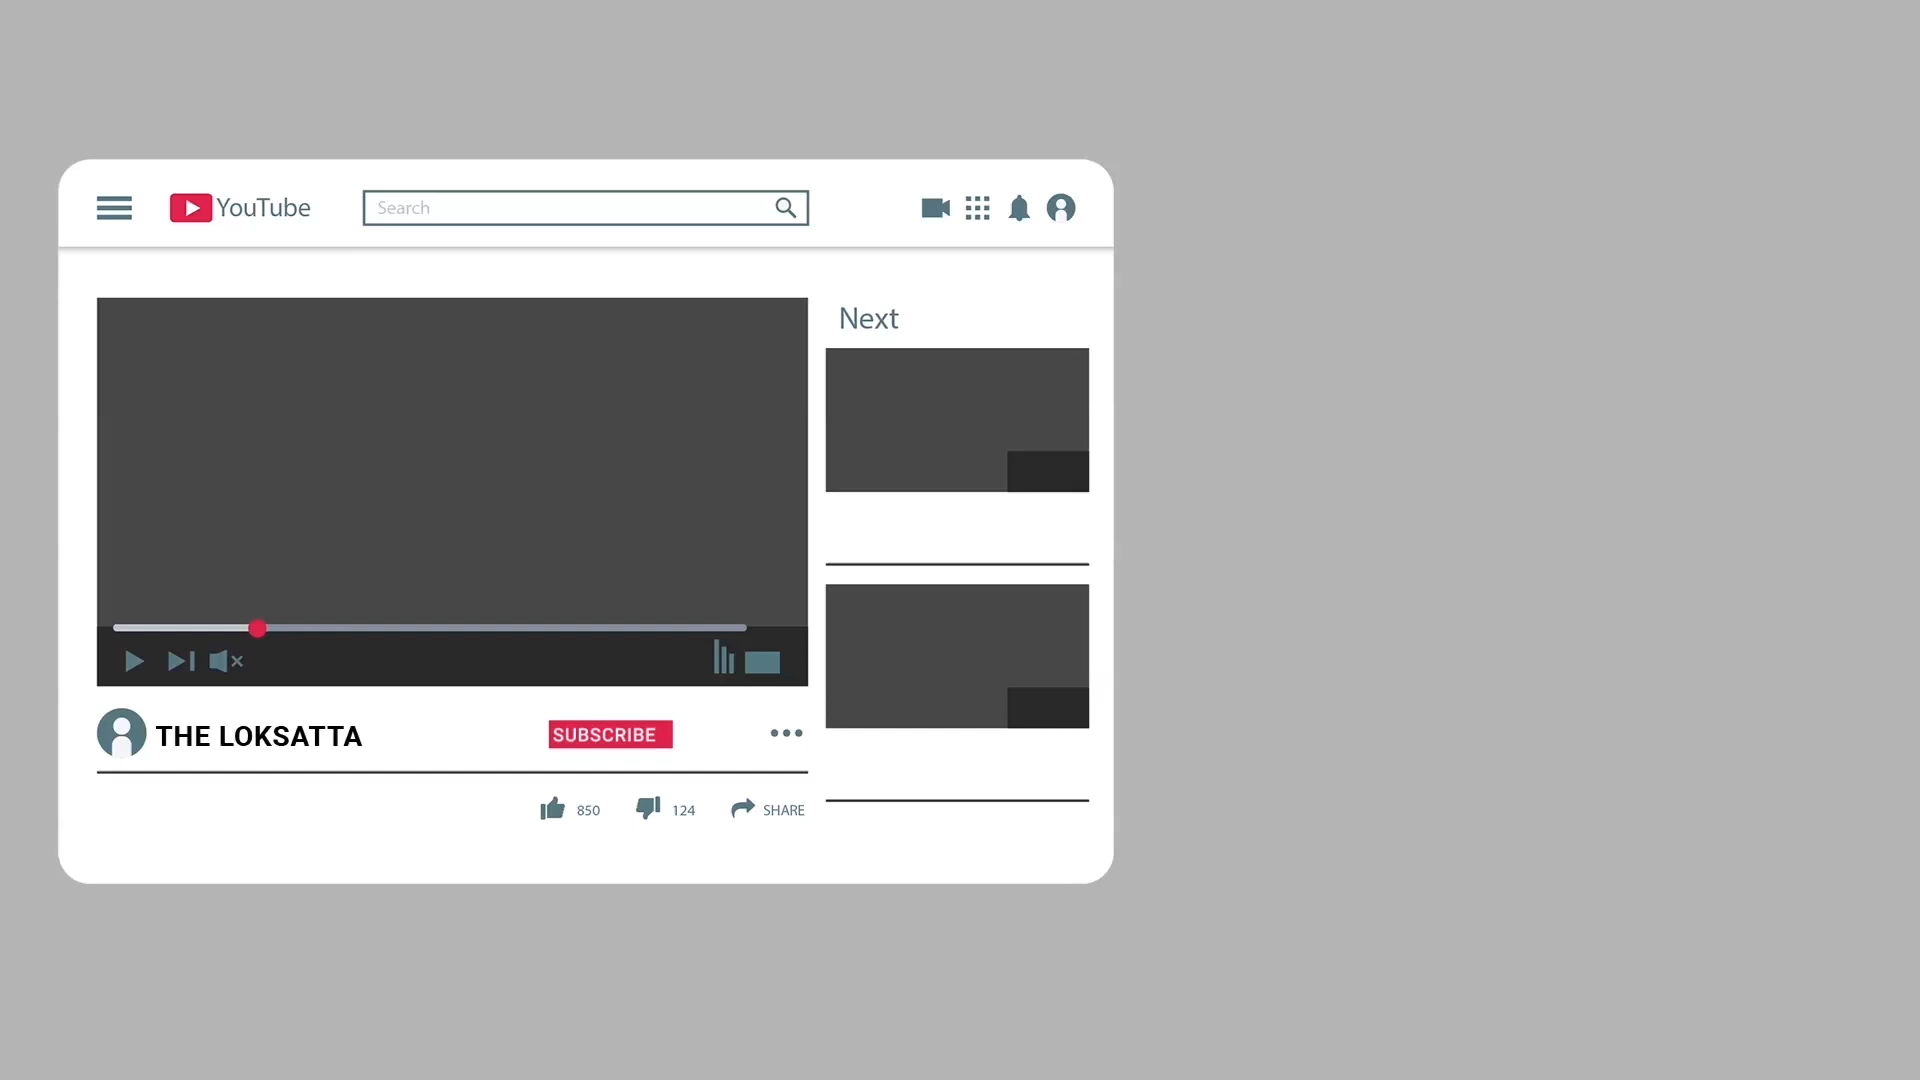 YouTube
Search
Next
THE LOKSATTA
SUBSCRIBE
850
124
SHARE